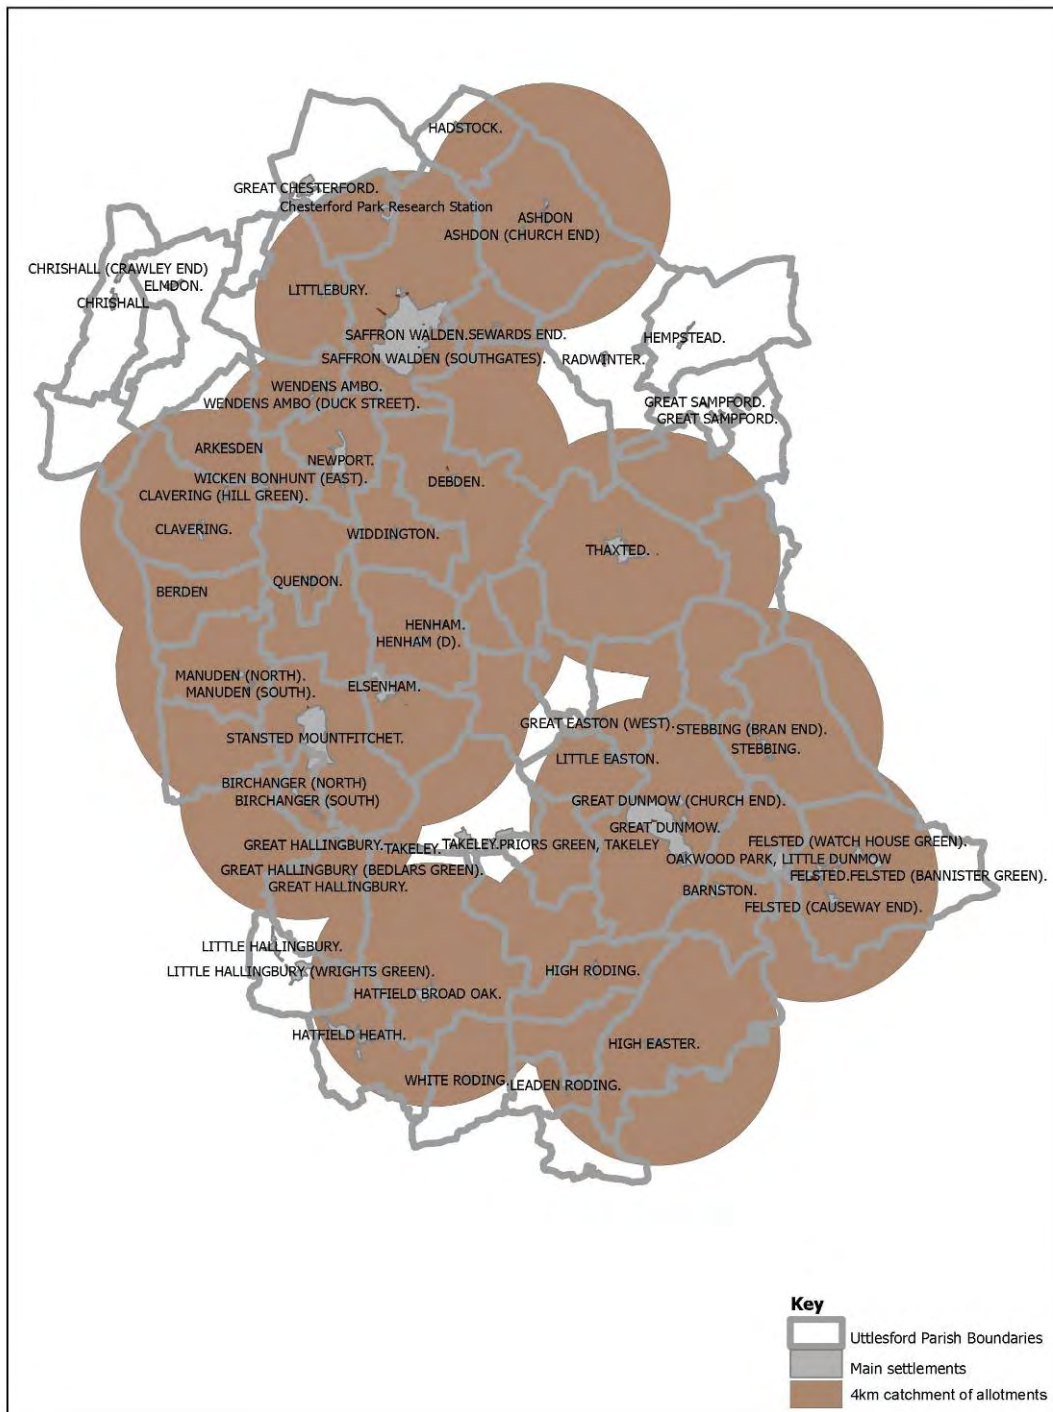 HADSTOCK.
GREAT CHESTERFORD.
Chesterford Park Research Station
ASHDON
ASHDON (CHURCH END)
CHRISHALL (CRAWLEY END)
ELMDON.
CHRISHALL
LITTLEBURY.
SAFFRON WALDEN.SEWARDS END.
HEMPSTEAD.
SAFFRON WALDEN (SOUTHGATES).
RADWINTER.
WENDENS AMBO.
WENDENS AMBO (DUCK STREET).
GREAT SAMPFORD.
GREAT SAMPFORD.
ARKESDEN
NEWPORT.
WICKEN BONHUNT (EAST).
DEBDEN.
CLAVERING (HILL GREEN).
CLAVERING.
WIDDINGTON.
THAXTED.
QUENDON.
BERDEN
HENHAM.
HENHAM (D).
MANUDEN (NORTH).
MANUDEN (SOUTH).
ELSENHAM.
GREAT EASTON (WEST).
STEBBING (BRAN END).
STANSTED MOUNTFITCHET.
STEBBING.
LITTLE EASTON.
BIRCHANGER (NORTH)
BIRCHANGER (SOUTH)
GREAT DUNMOW (CHURCH END).
GREAT DUNMOW.
GREAT HALLINGBURY.
TAKELEY.
TAKELEY.PRIORS GREEN, TAKELEY
FELSTED (WATCH HOUSE GREEN).
OAKWOOD PARK, LITTLE DUNMOW
GREAT HALLINGBURY (BEDLARS GREEN).
FELSTED.FELSTED (BANNISTER GREEN).
GREAT HALLINGBURY.
BARNSTON.
FELSTED (CAUSEWAY END).
LITTLE HALLINGBURY.
LITTLE HALLINGBURY (WRIGHTS GREEN).
HIGH RODING.
HATFIELD BROAD OAK.
HATFIELD HEATH.
HIGH EASTER.
WHITE RODING.
LEADEN RODING.
Key
Uttlesford Parish Boundaries
Main settlements
4km catchment of allotments